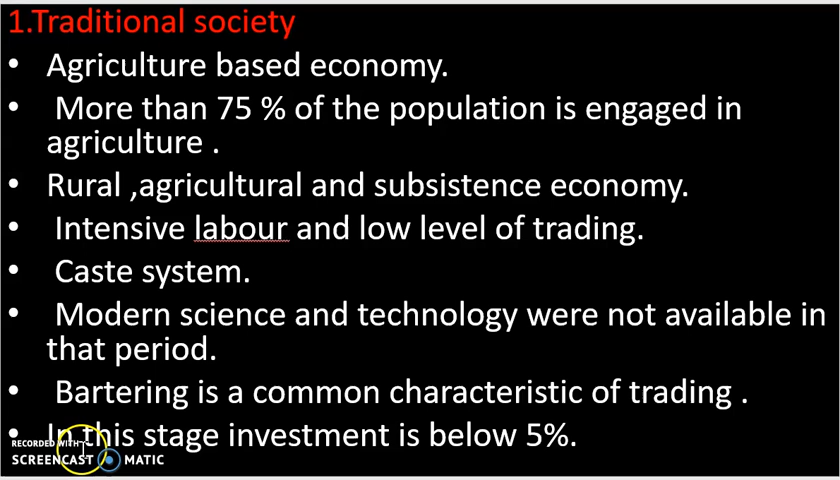 1.Traditional society
• Agriculture based economy.
• More than 75 % of the population is engaged in
agriculture .
• Rural ,agricultural and subsistence economy.
• Intensive labour and low level of trading.
• Caste system.
• Modern science and technology were not available in
that period.
• Bartering is a common characteristic of trading .
• In this stage investment is below 5%.
RECORDED WITH
SCREENCAST MATIC